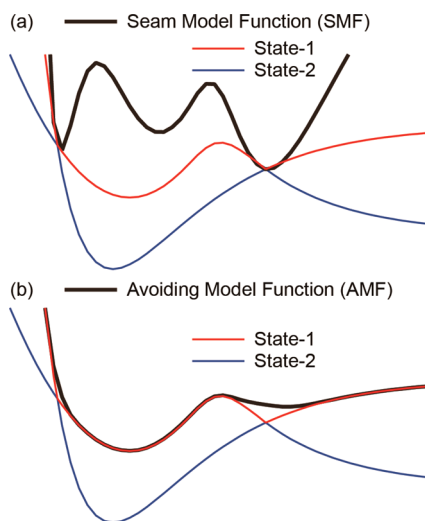 (a) Seam Model Function (SMF)
State-1
State-2
(b) Avoiding Model Function (AMF)
State-1
State-2